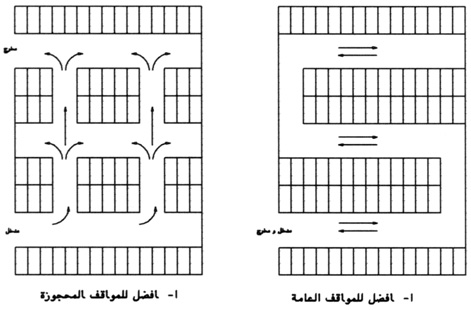 مخرج
مدخل
مدخل و مخرج
ا- افضل للمواقف المحجوزة
ا- افضل للمواقف العامة